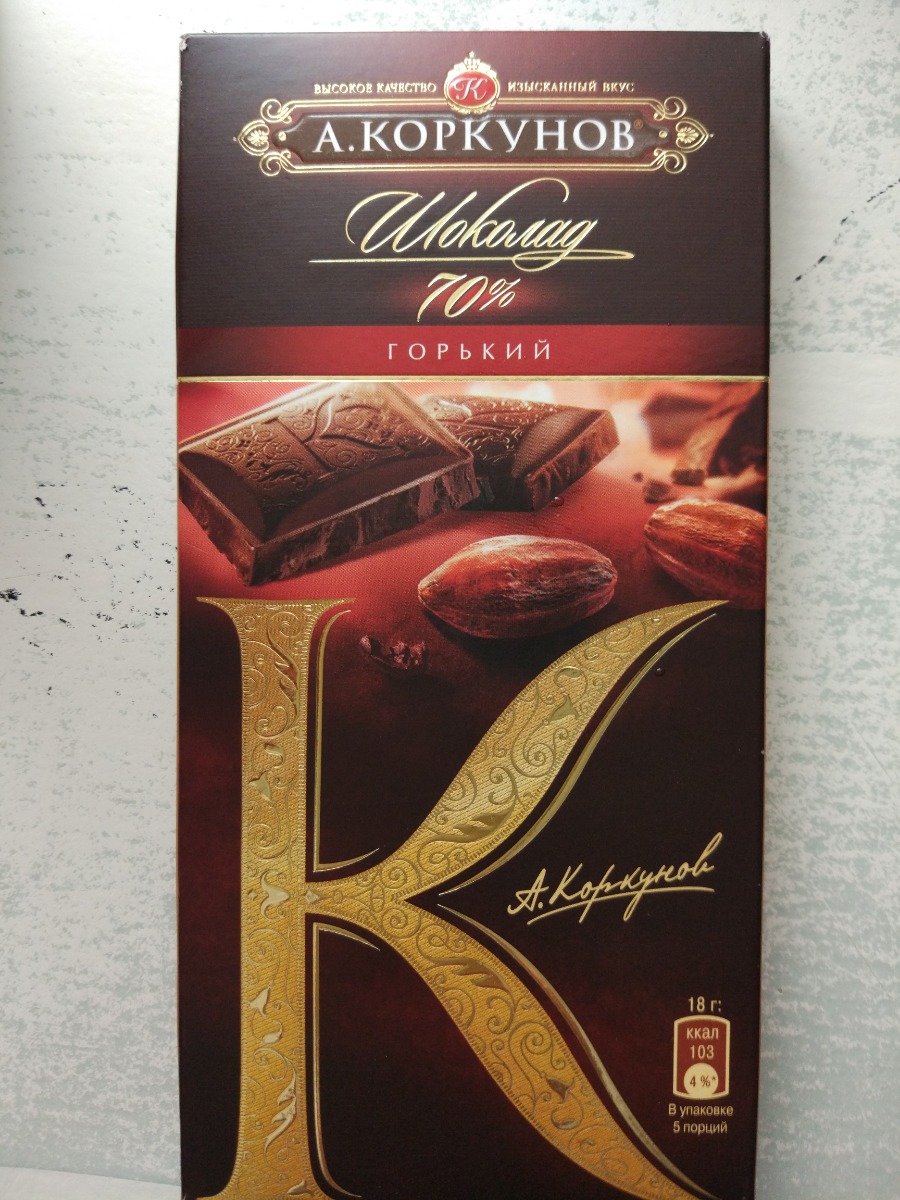 ВЫСОКОЕ КАЧЕСТВО К ИЗЫСКАННЫЙ ВКУС
А.КОРКУНОВ®
Шоколад
70%
ГОРЬКИЙ
К
А.Коркунов
18 г:
ккал
103
4 %*
В упаковке
5 порций